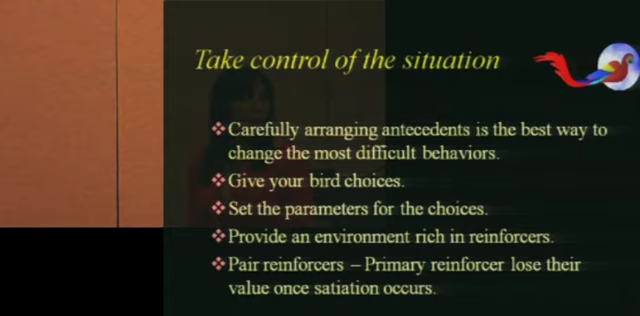 Take control of the situation
❖Carefully arranging antecedents is the best way to
change the most difficult behaviors.
❖Give your bird choices.
❖Set the parameters for the choices.
❖Provide an environment rich in reinforcers.
❖Pair reinforcers – Primary reinforcer lose their
value once satiation occurs.